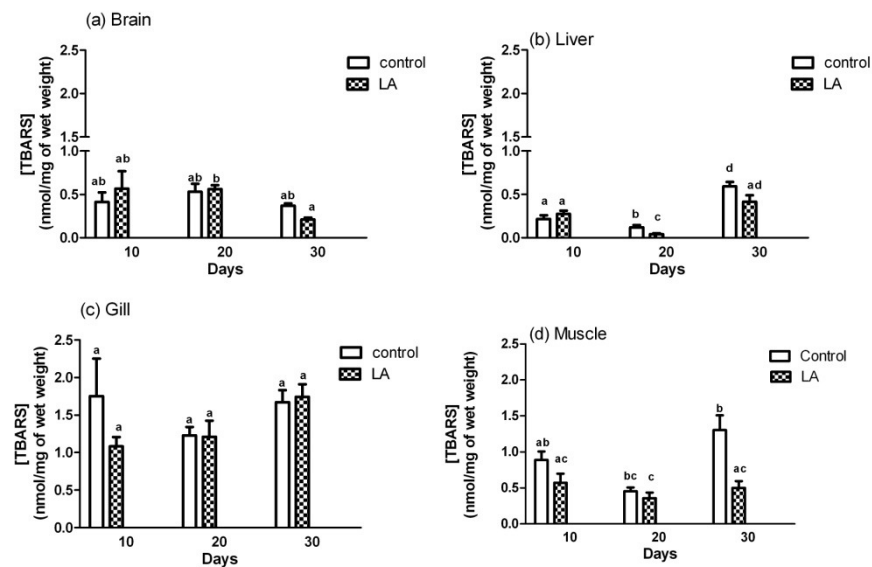 (a) Brain
control
LA
[TBARS]
(nmol/mg of wet weight)
2.5
2.0
1.5
1.0
0.5
0.0
ab
ab
ab
b
ab
a
10
20
30
Days
(b) Liver
control
LA
[TBARS]
(nmol/mg of wet weight)
2.5
2.0
1.5
1.0
0.5
0.0
a
a
b
c
d
ad
10
20
30
Days
(c) Gill
control
LA
[TBARS]
(nmol/mg of wet weight)
2.5
2.0
1.5
1.0
0.5
0.0
a
a
a
a
a
a
10
20
30
Days
(d) Muscle
Control
LA
[TBARS]
(nmol/mg of wet weight)
2.5
2.0
1.5
1.0
0.5
0.0
ab
ac
bc
c
b
ac
10
20
30
Days